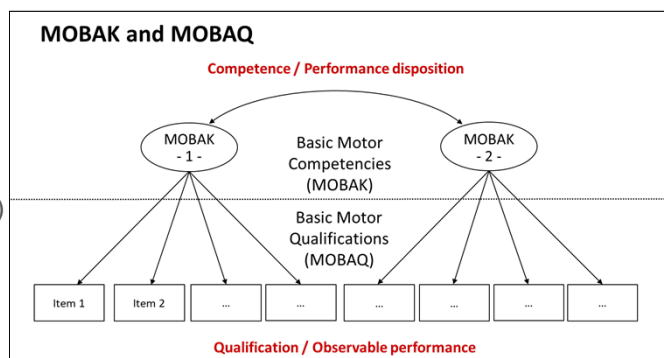 MOBAK and MOBAQ
Competence / Performance disposition
MOBAK
- 1 -
MOBAK
- 2 -
Basic Motor
Competencies
(MOBAK)
Basic Motor
Qualifications
(MOBAQ)
Item 1
Item 2
...
...
...
...
...
...
Qualification / Observable performance